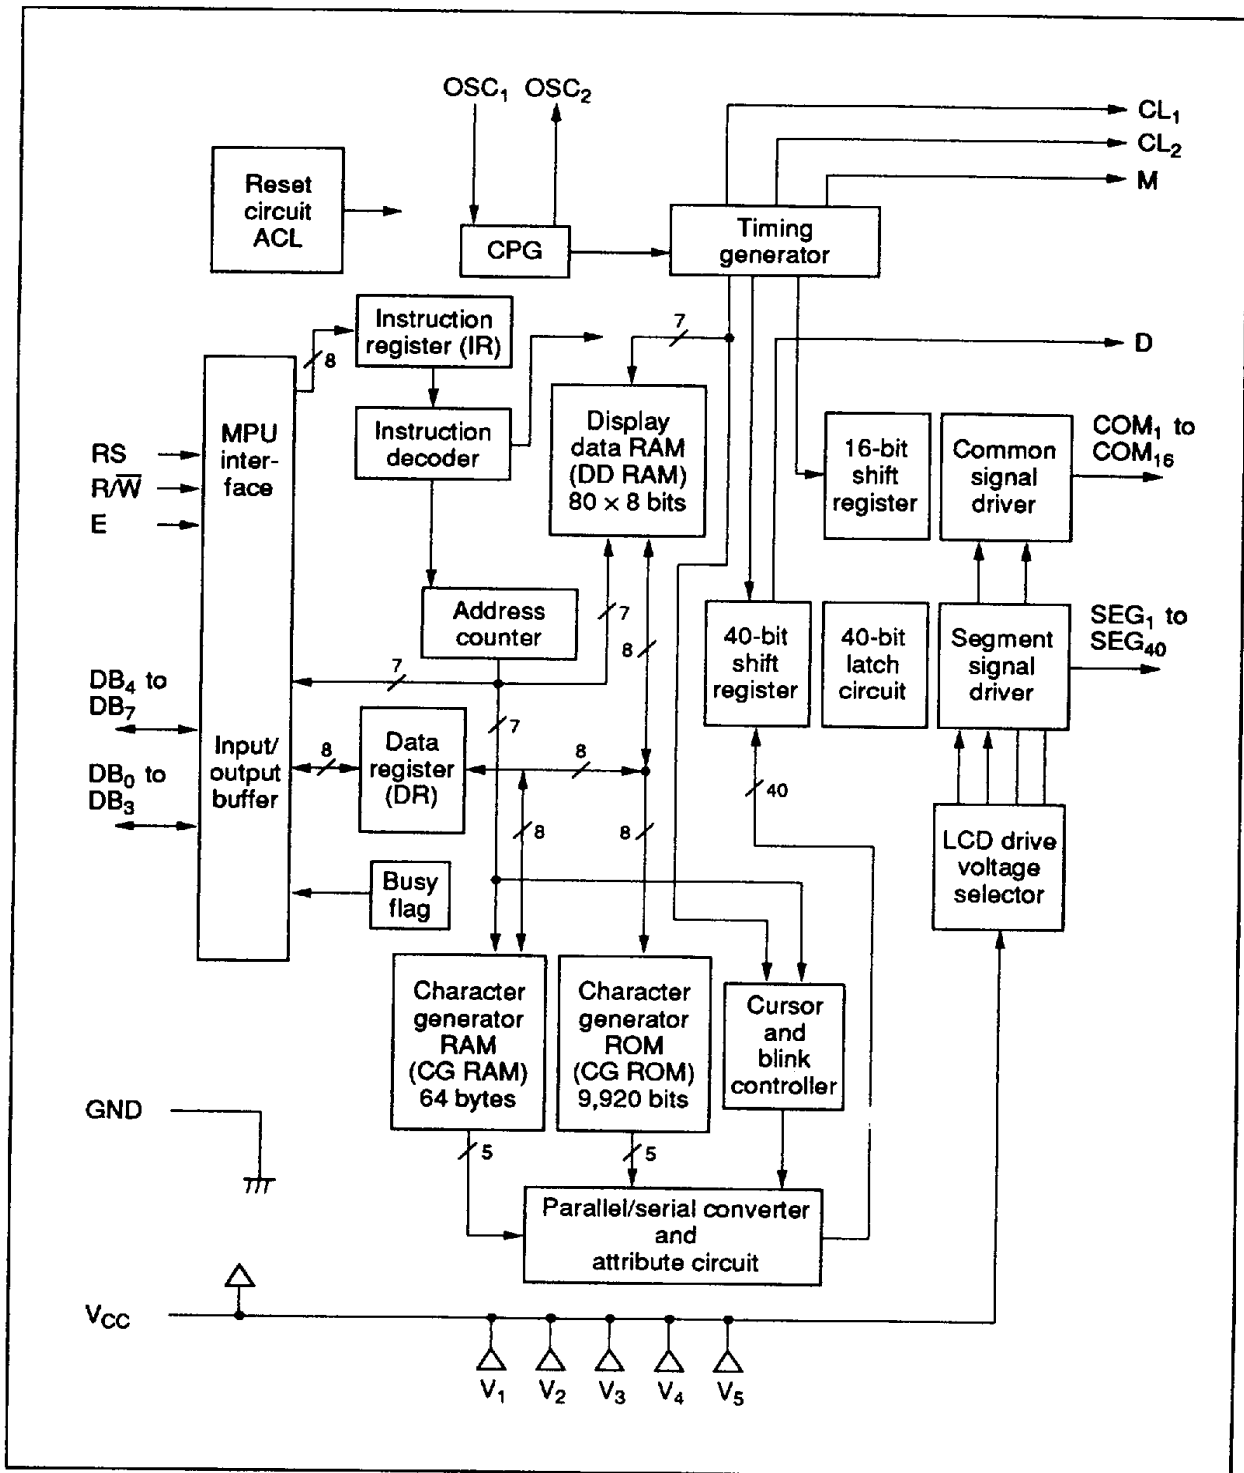 OSC1 OSC2
CL1
CL2
M
Reset
circuit
ACL
CPG
Timing
generator
Instruction
register (IR)
7
8
D
MPU
inter-
face
Instruction
decoder
Display
data RAM
(DD RAM)
80 × 8 bits
16-bit
shift
register
Common
signal
driver
COM1 to
COM16
RS
R/W̅
E
Address
counter
7
8
40-bit
shift
register
40-bit
latch
circuit
Segment
signal
driver
SEG1 to
SEG40
7
DB4 to
DB7
7
Input/
output
buffer
8
Data
register
(DR)
8
DB0 to
DB3
40
8
8
LCD drive
voltage
selector
Busy
flag
Character
generator
RAM
(CG RAM)
64 bytes
Character
generator
ROM
(CG ROM)
9,920 bits
Cursor
and
blink
controller
GND
5
5
Parallel/serial converter
and
attribute circuit
VCC
V1 V2 V3 V4 V5